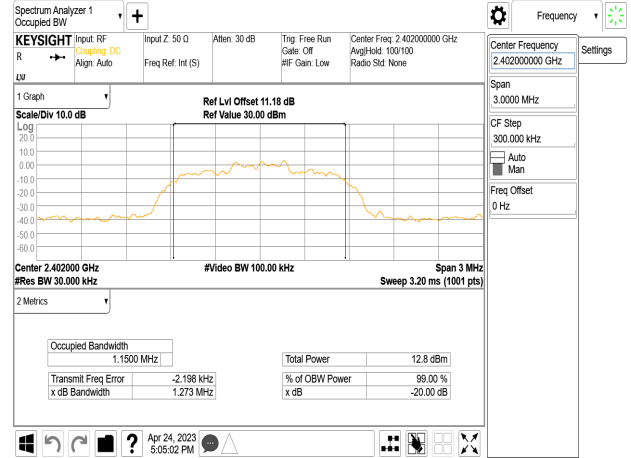 Spectrum Analyzer 1
Occupied BW
KEYSIGHT
R
Input: RF
Coupling: DC
Align: Auto
Input Z: 50 Ω
Freq Ref: Int (S)
Atten: 30 dB
Trig: Free Run
Gate: Off
#IF Gain: Low
Center Freq: 2.402000000 GHz
Avg|Hold: 100/100
Radio Std: None
1 Graph
Scale/Div 10.0 dB
Ref Lvl Offset 11.18 dB
Ref Value 30.00 dBm
Log
20.0
10.0
0.00
-10.0
-20.0
-30.0
-40.0
-50.0
-60.0
Center 2.402000 GHz
#Res BW 30.000 kHz
#Video BW 100.00 kHz
Span 3 MHz
Sweep 3.20 ms (1001 pts)
2 Metrics
Occupied Bandwidth
1.1500 MHz
Transmit Freq Error -2.198 kHz
x dB Bandwidth 1.273 MHz
Total Power 12.8 dBm
% of OBW Power 99.00 %
x dB -20.00 dB
?
Apr 24, 2023
5:05:02 PM
Frequency
Center Frequency
2.402000000 GHz
Settings
Span
3.0000 MHz
CF Step
300.000 kHz
Auto
Man
Freq Offset
0 Hz